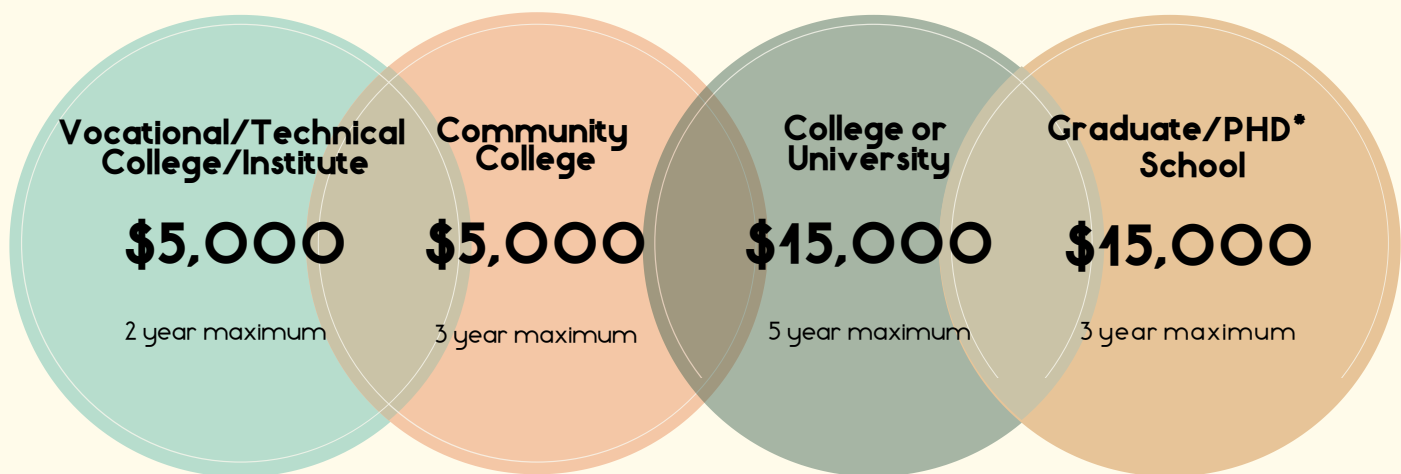 Vocational/Technical
College/Institute
$5,000
2 year maximum
Community
College
$5,000
3 year maximum
College or
University
$15,000
5 year maximum
Graduate/PHD*
School
$15,000
3 year maximum